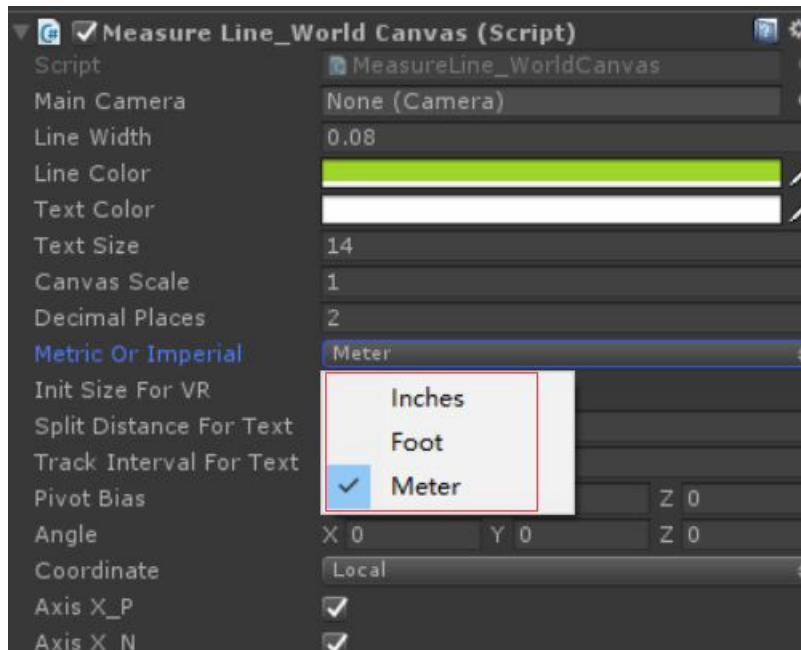 Measure Line_World Canvas (Script)
Script MeasureLine_WorldCanvas
Main Camera None (Camera)
Line Width 0.08
Line Color
Text Color
Text Size 14
Canvas Scale 1
Decimal Places 2
Metric Or Imperial Meter
Init Size For VR
Inches
Split Distance For Text
Foot
Track Interval For Text
Meter
Pivot Bias Z 0
Angle X 0 Y 0 Z 0
Coordinate Local
Axis X_P
Axis X_N